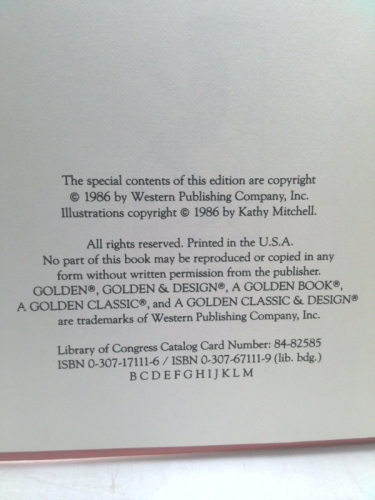 The special contents of this edition are copyright
© 1986 by Western Publishing Company, Inc.
Illustrations copyright © 1986 by Kathy Mitchell.
All rights reserved. Printed in the U.S.A.
No part of this book may be reproduced or copied in any
form without written permission from the publisher.
GOLDEN®, GOLDEN & DESIGN®, A GOLDEN BOOK®,
A GOLDEN CLASSIC®, and A GOLDEN CLASSIC & DESIGN®
are trademarks of Western Publishing Company, Inc.
Library of Congress Catalog Card Number: 84-82585
ISBN 0-307-17111-6 / ISBN 0-307-67111-9 (lib. bdg.)
B C D E F G H I J K L M